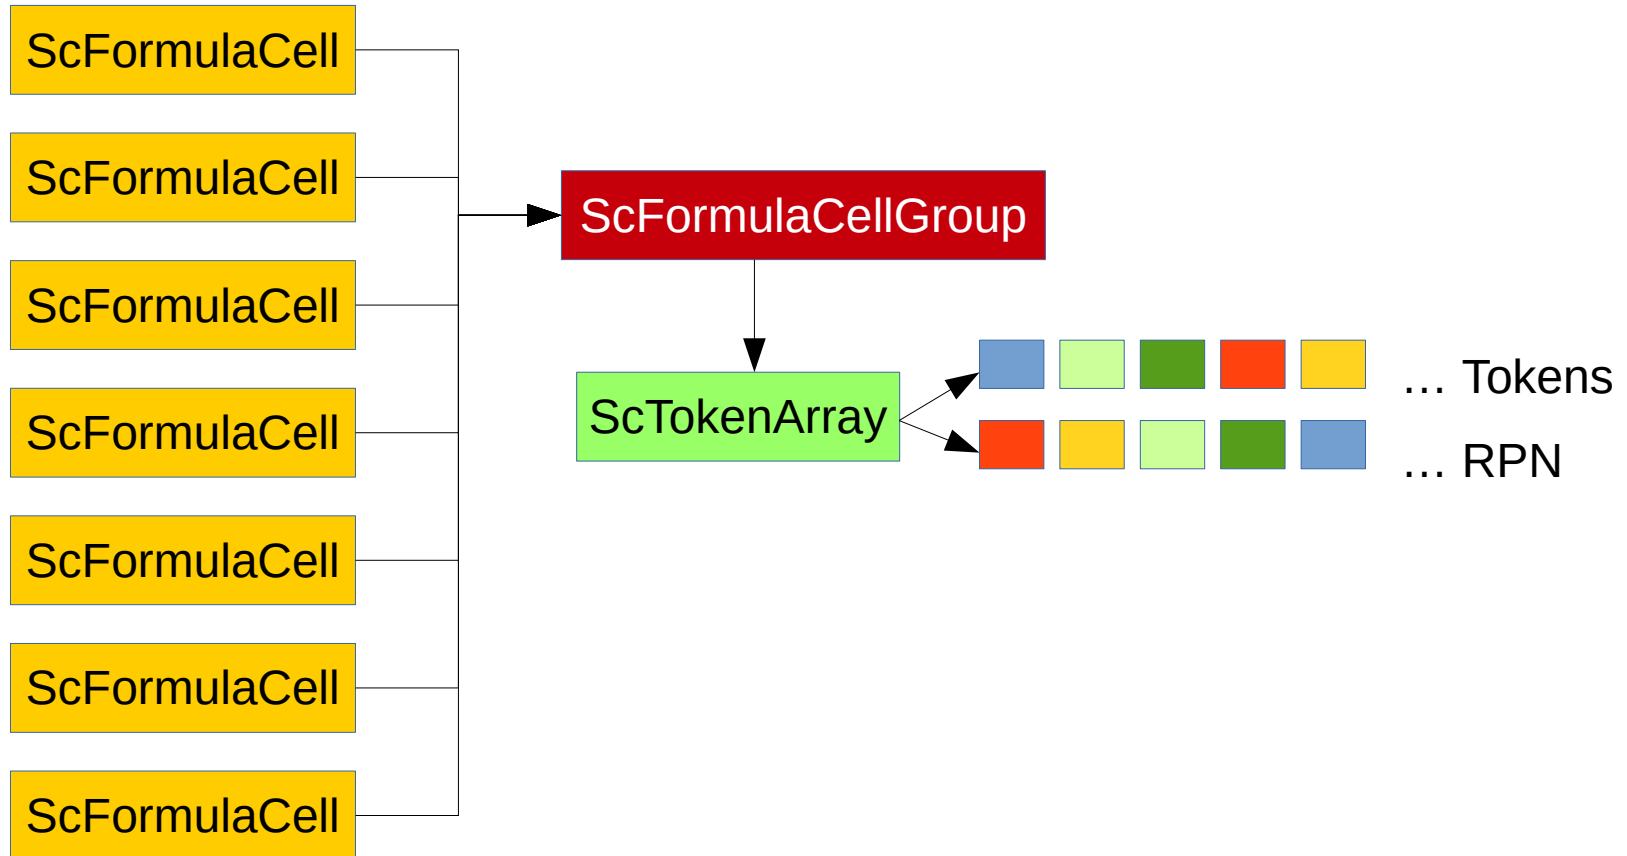 ScFormulaCell
ScFormulaCell
ScFormulaCell
ScFormulaCell
ScFormulaCell
ScFormulaCell
ScFormulaCell
ScFormulaCellGroup
ScTokenArray
… Tokens
… RPN